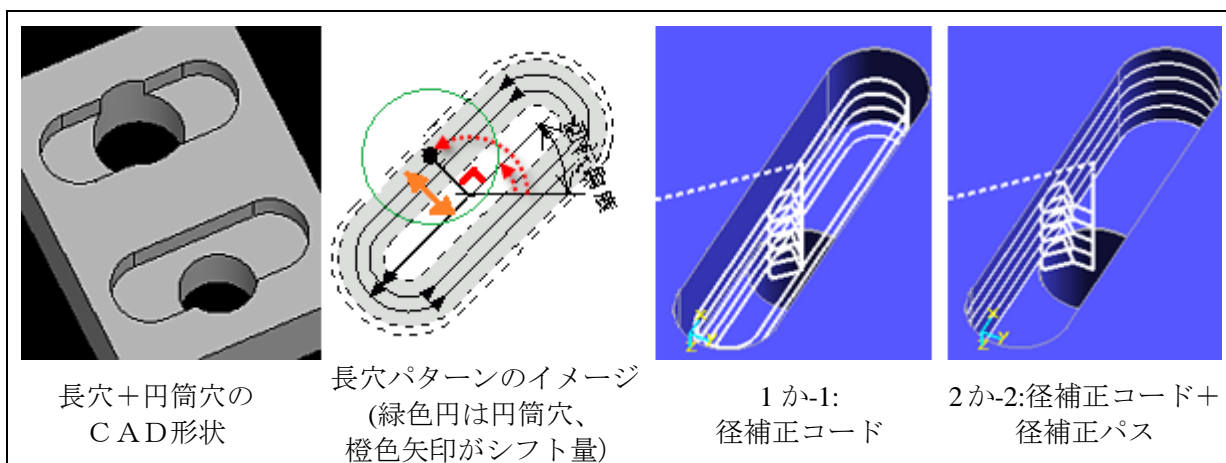 長穴+円筒穴の
CAD形状
長穴パターンのイメージ
(緑色円は円筒穴、
橙色矢印がシフト量)
1か-1:
径補正コード
2か-2:径補正コード+
径補正パス
X
Y
Z
X
Y
Z